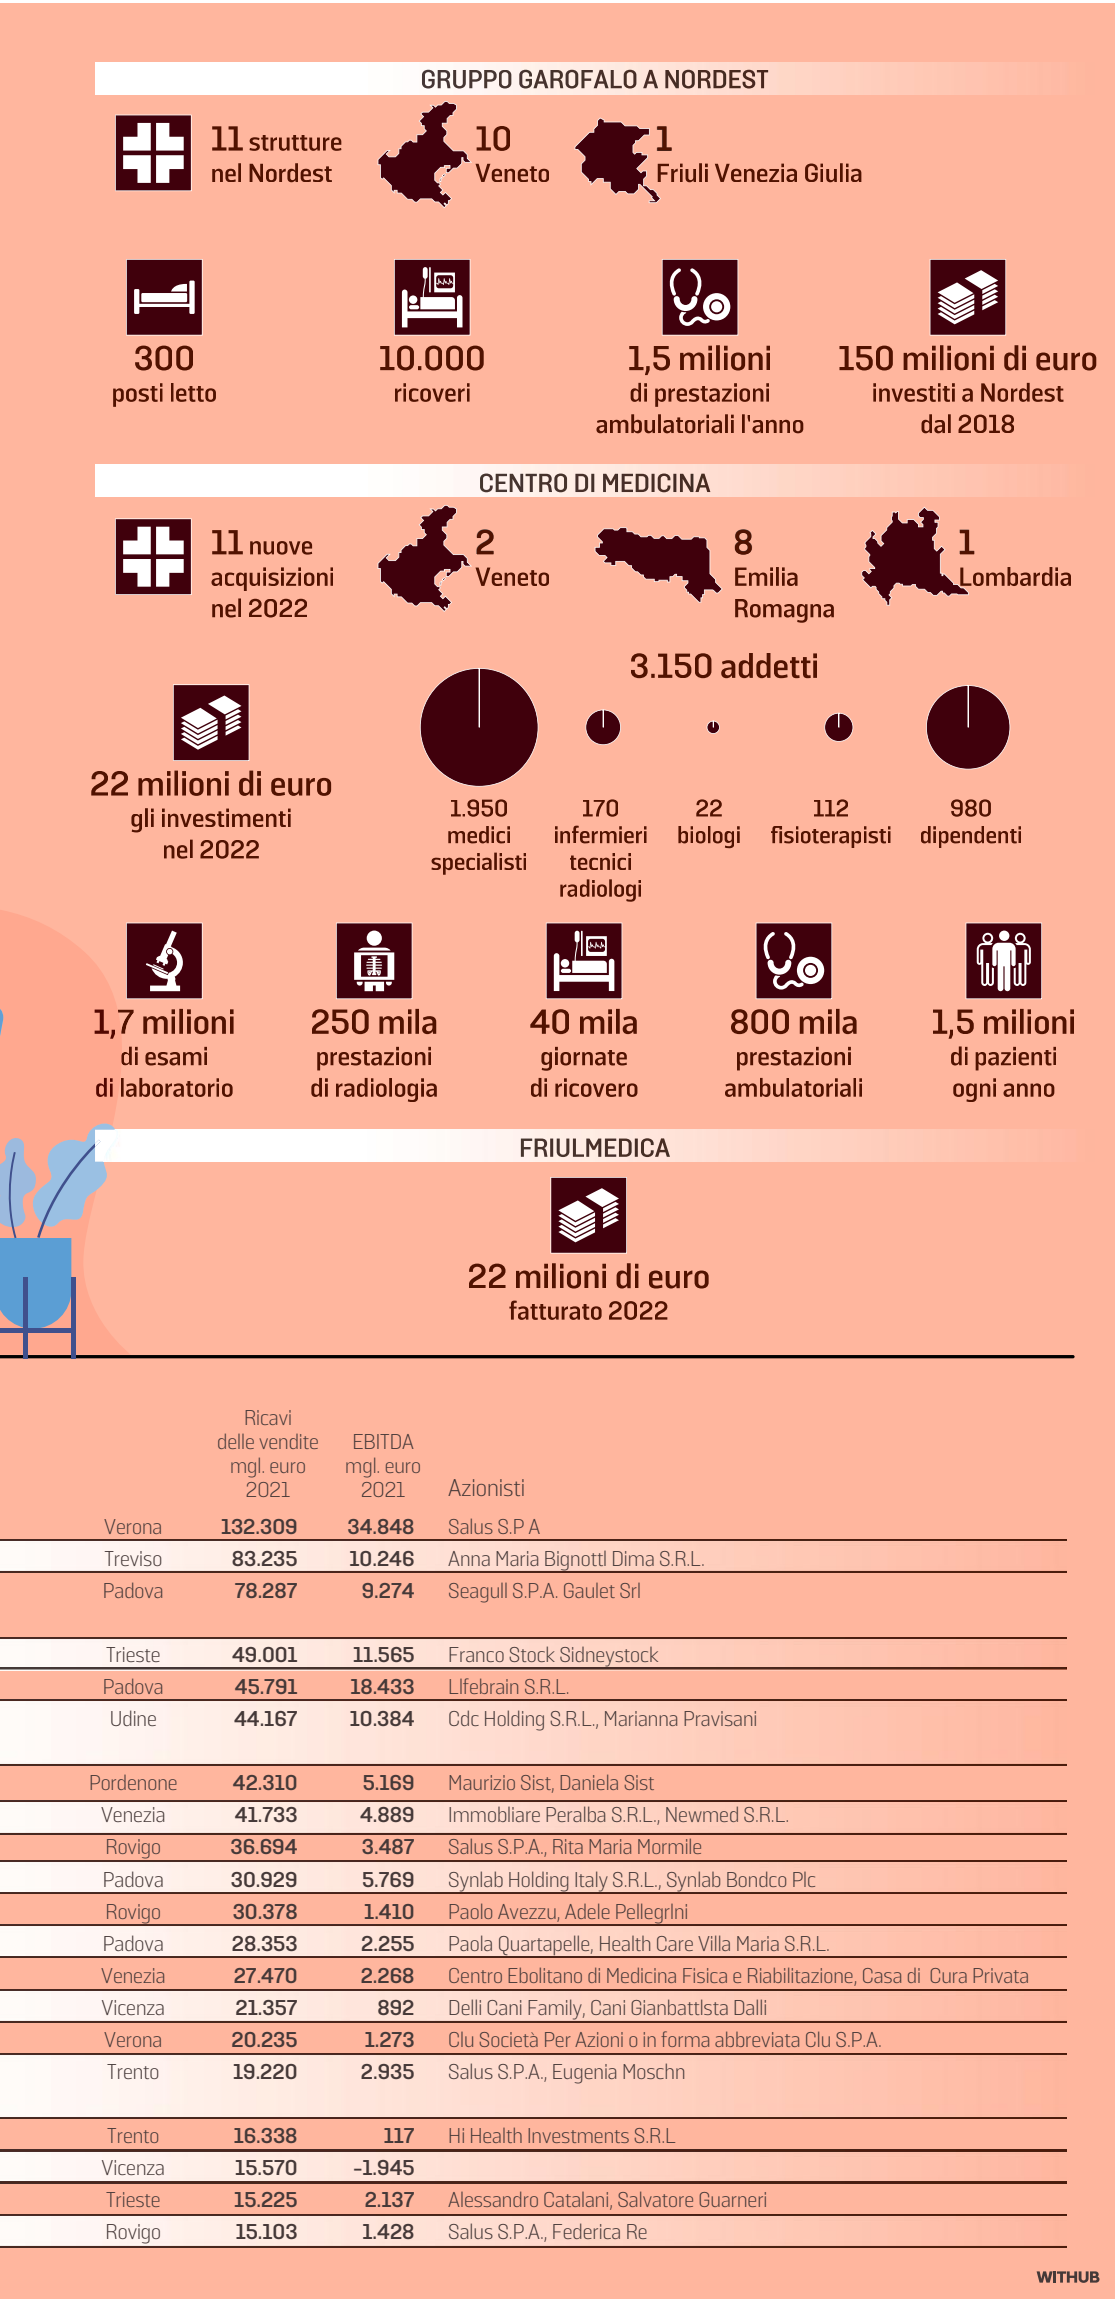 GRUPPO GAROFALO A NORDEST
11 strutture
nel Nordest
10
Veneto
1
Friuli Venezia Giulia
300
posti letto
10.000
ricoveri
1,5 milioni
di prestazioni
ambulatoriali l'anno
150 milioni di euro
investiti a Nordest
dal 2018
CENTRO DI MEDICINA
11 nuove
acquisizioni
nel 2022
2
Veneto
8
Emilia
Romagna
1
Lombardia
3.150 addetti
22 milioni di euro
gli investimenti
nel 2022
1.950
medici
specialisti
170
infermieri
tecnici
radiologi
22
biologi
112
fisioterapisti
980
dipendenti
1,7 milioni
di esami
di laboratorio
250 mila
prestazioni
di radiologia
40 mila
giornate
di ricovero
800 mila
prestazioni
ambulatoriali
1,5 milioni
di pazienti
ogni anno
FRIULMEDICA
22 milioni di euro
fatturato 2022
Ricavi
delle vendite
mgl. euro
2021
EBITDA
mgl. euro
2021
Azionisti
Verona 132.309 34.848 Salus S.P A
Treviso 83.235 10.246 Anna Maria Bignottl Dima S.R.L.
Padova 78.287 9.274 Seagull S.P.A. Gaulet Srl
Trieste 49.001 11.565 Franco Stock Sidneystock
Padova 45.791 18.433 LIfebrain S.R.L.
Udine 44.167 10.384 Cdc Holding S.R.L., Marianna Pravisani
Pordenone 42.310 5.169 Maurizio Sist, Daniela Sist
Venezia 41.733 4.889 Immobliare Peralba S.R.L., Newmed S.R.L.
Rovigo 36.694 3.487 Salus S.P.A., Rita Maria Mormile
Padova 30.929 5.769 Synlab Holding Italy S.R.L., Synlab Bondco Plc
Rovigo 30.378 1.410 Paolo Avezzu, Adele PellegrIni
Padova 28.353 2.255 Paola Quartapelle, Health Care Villa Maria S.R.L.
Venezia 27.470 2.268 Centro Ebolitano di Medicina Fisica e Riabilitazione, Casa di Cura Privata
Vicenza 21.357 892 Delli Cani Family, Cani GianbattIsta Dalli
Verona 20.235 1.273 Clu Società Per Azioni o in forma abbreviata Clu S.P.A.
Trento 19.220 2.935 Salus S.P.A., Eugenia Moschn
Trento 16.338 117 Hi Health Investments S.R.L
Vicenza 15.570 -1.945
Trieste 15.225 2.137 Alessandro Catalani, Salvatore Guarneri
Rovigo 15.103 1.428 Salus S.P.A., Federica Re
WITHUB